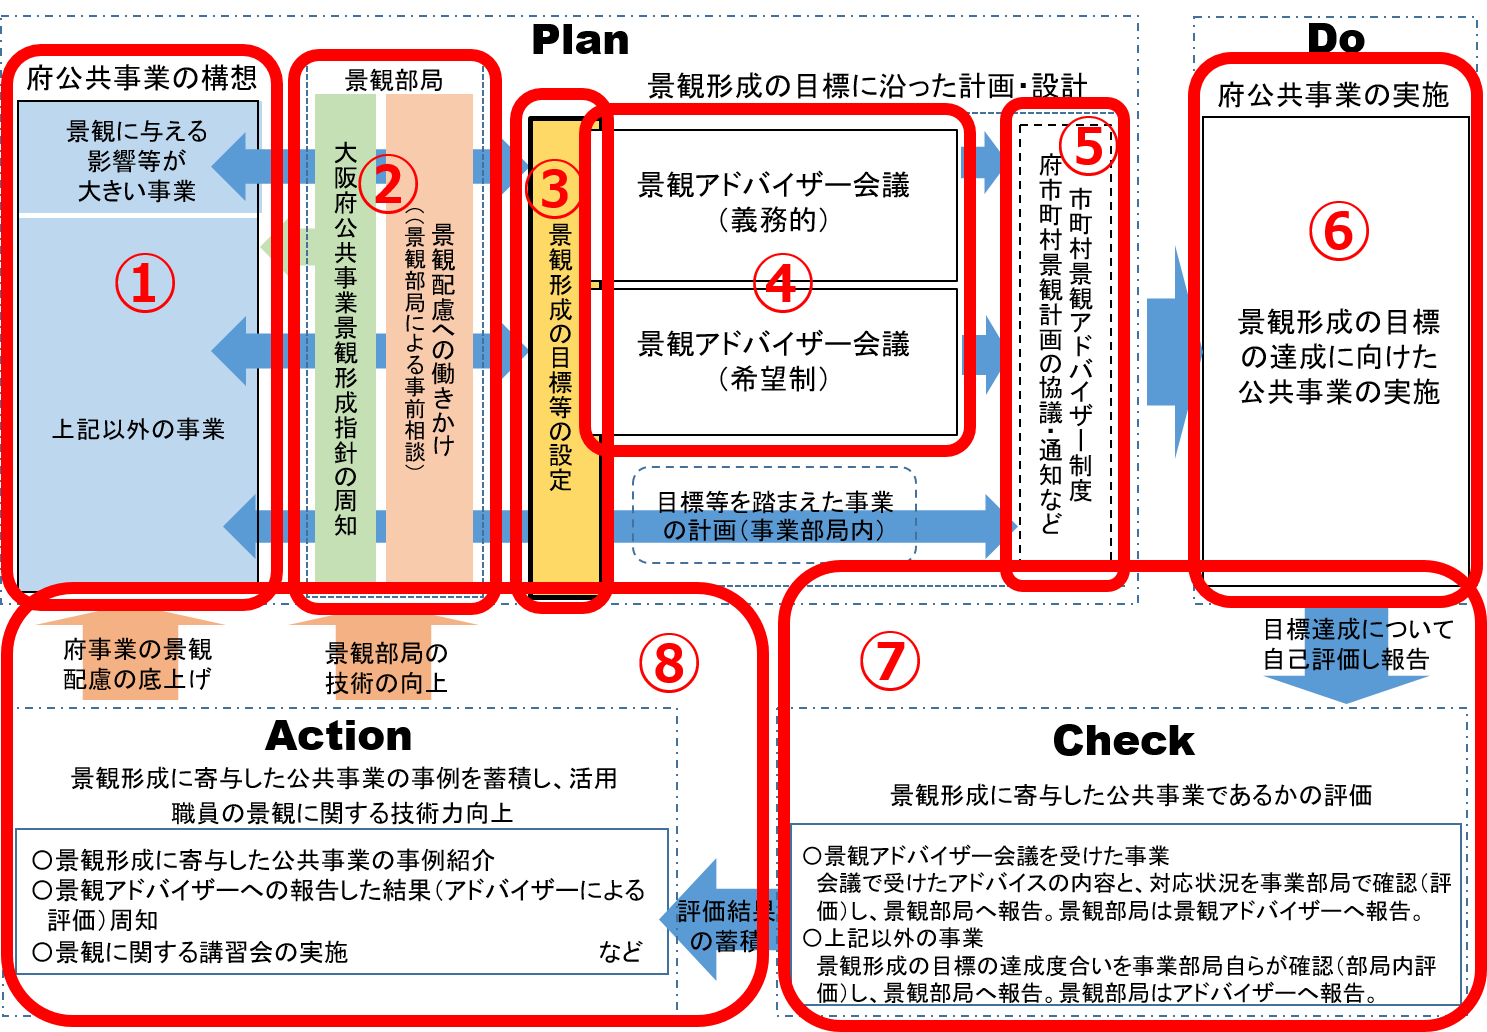 Plan
府公共事業の構想
景観に与える
影響等が
大きい事業
①
上記以外の事業
景観部局
②
大阪府公共事業景観形成指針の周知
景観配慮への働きかけ
（（景観部局による事前相談）
③
景観形成の目標等の設定
景観形成の目標に沿った計画・設計
景観アドバイザー会議
（義務的）
④
景観アドバイザー会議
（希望制）
目標等を踏まえた事業
の計画（事業部局内）
⑤
市町村景観アドバイザー制度
府市町村景観計画の協議・通知など
Do
府公共事業の実施
⑥
景観形成の目標
の達成に向けた
公共事業の実施
目標達成について
自己評価し報告
⑦
Check
景観形成に寄与した公共事業であるかの評価
〇景観アドバイザー会議を受けた事業
会議で受けたアドバイスの内容と、対応状況を事業部局で確認（評
価）し、景観部局へ報告。景観部局は景観アドバイザーへ報告。
〇上記以外の事業
景観形成の目標の達成度合いを事業部局自らが確認（部局内評
価）し、景観部局へ報告。景観部局はアドバイザーへ報告。
評価結果
の蓄積
⑧
府事業の景観
配慮の底上げ
景観部局の
技術の向上
Action
景観形成に寄与した公共事業の事例を蓄積し、活用
職員の景観に関する技術力向上
〇景観形成に寄与した公共事業の事例紹介
〇景観アドバイザーへの報告した結果（アドバイザーによる
評価）周知
〇景観に関する講習会の実施　など